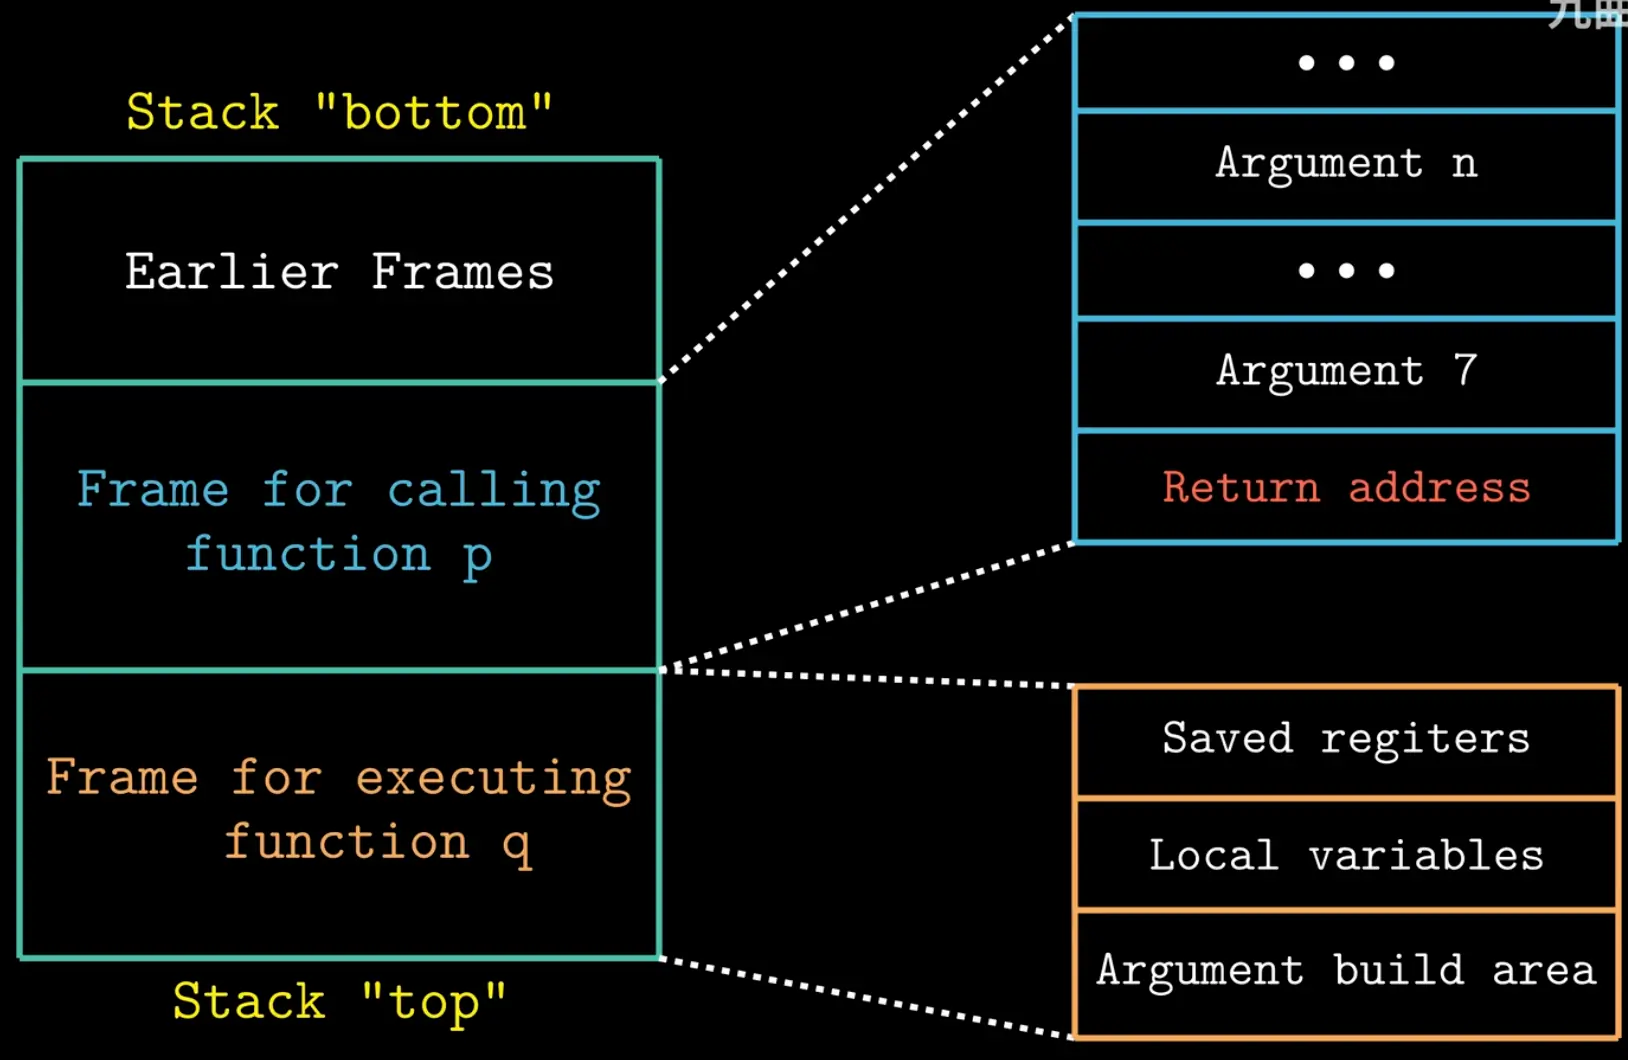 Stack "bottom"
Earlier Frames
Frame for calling
function p
Frame for executing
function q
Stack "top"
• • •
Argument n
• • •
Argument 7
Return address
Saved regiters
Local variables
Argument build area